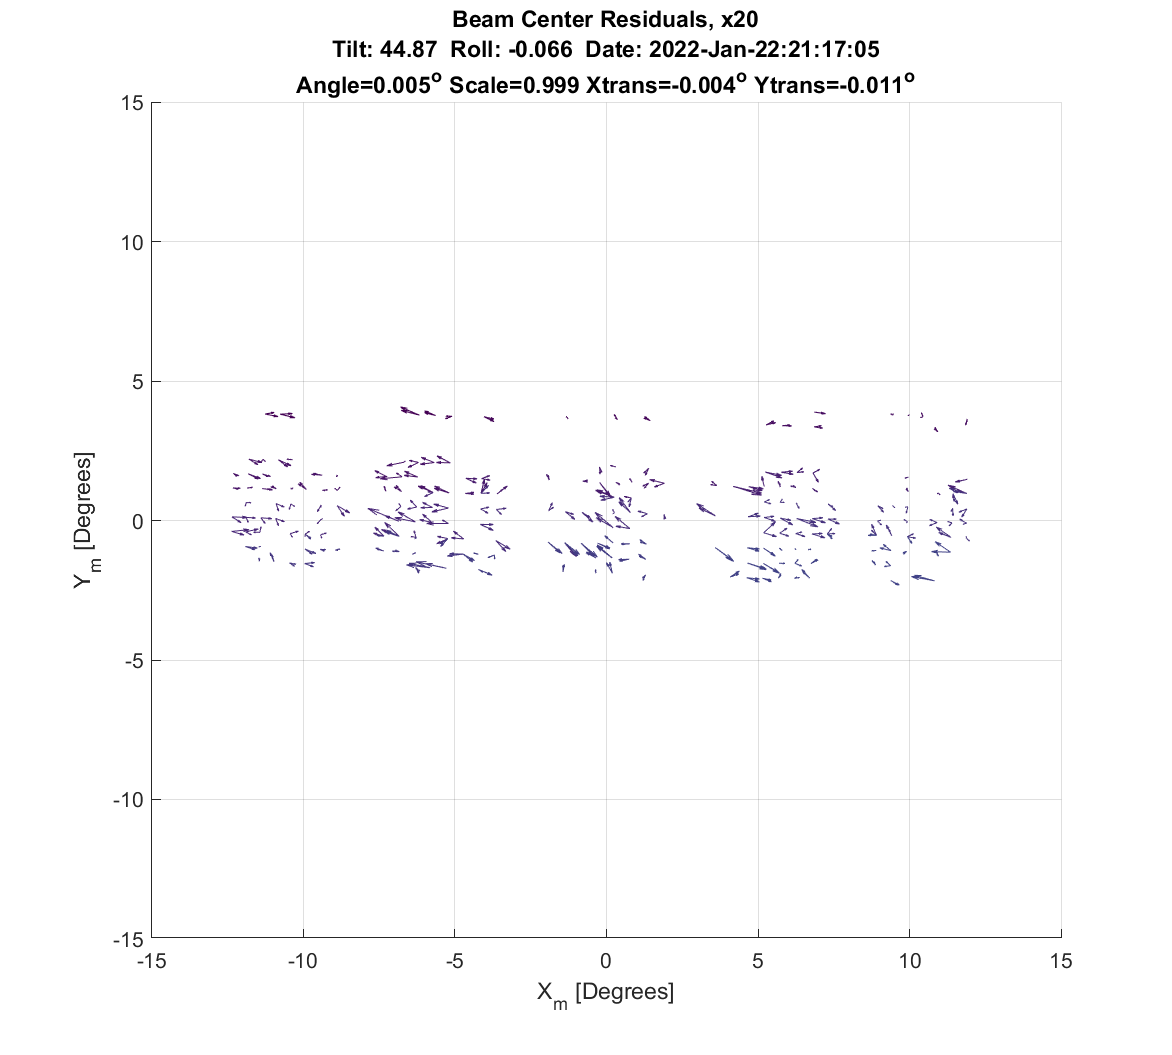 Beam Center Residuals, x20
Tilt: 44.87 Roll: -0.066 Date: 2022-Jan-22:21:17:05
Angle=0.005° Scale=0.999 Xtrans=-0.004° Ytrans=-0.011°
15
10
5
0
-5
-10
-15
Y_m [Degrees]
-15 -10 -5 0 5 10 15
X_m [Degrees]